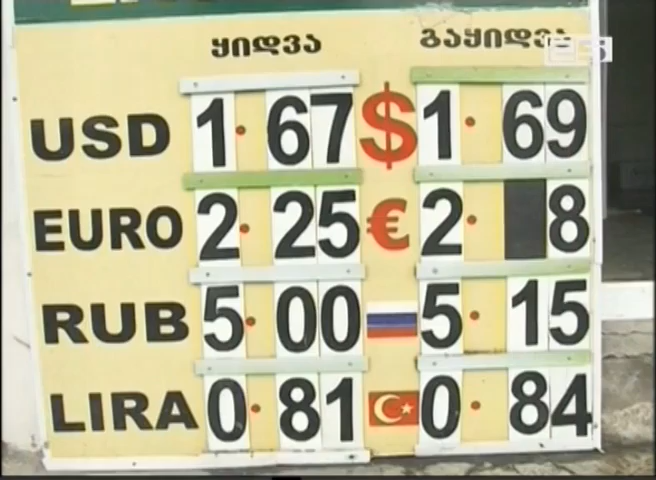 ყიდვა გაყიდვა
USD 1.67 $ 1.69
EURO 2.25 € 2. 8
RUB 5.00 5.15
LIRA 0.81 0.84